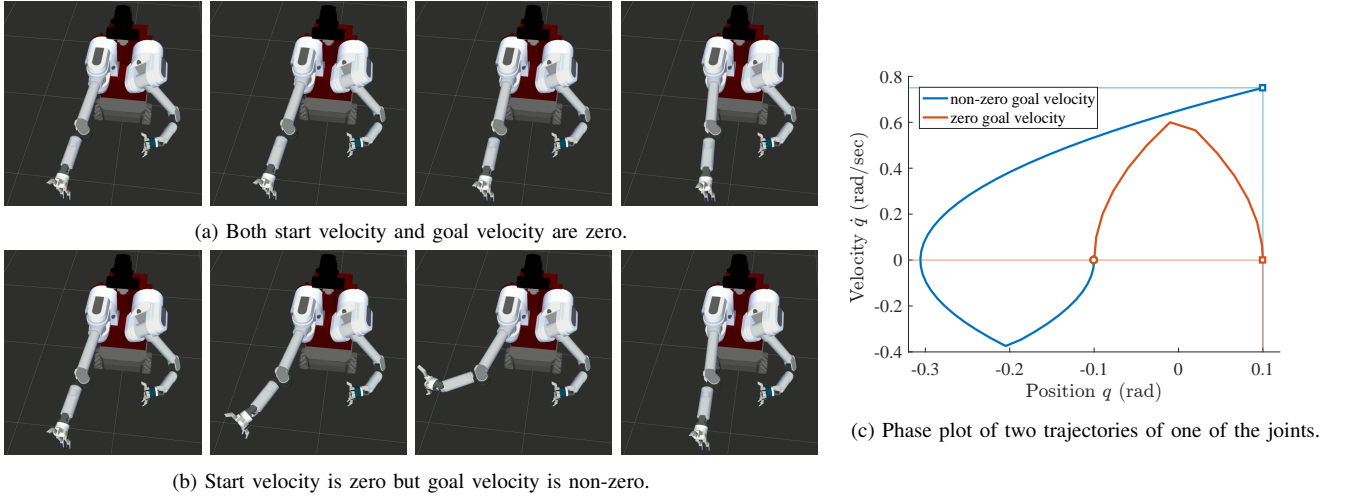 (a) Both start velocity and goal velocity are zero.
(b) Start velocity is zero but goal velocity is non-zero.
0.8
0.6
0.4
0.2
0
-0.2
-0.4
Velocity q̇ (rad/sec)
non-zero goal velocity
zero goal velocity
-0.3 -0.2 -0.1 0 0.1
Position q (rad)
(c) Phase plot of two trajectories of one of the joints.